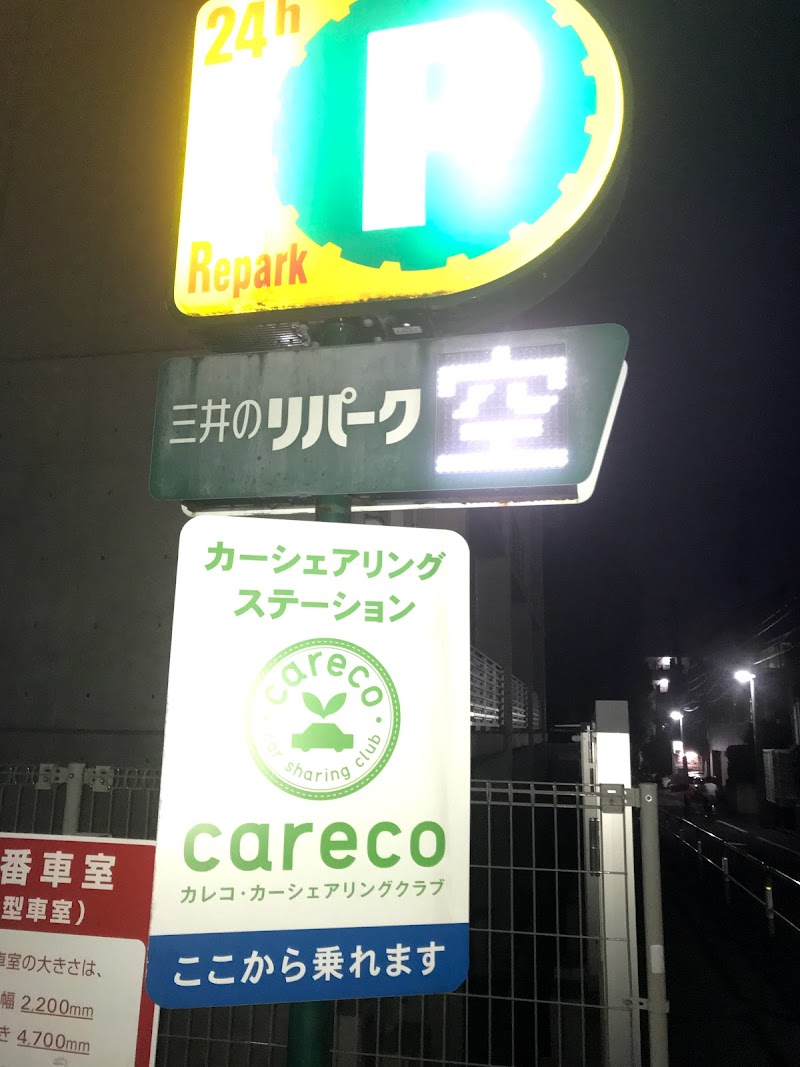 24h
P
Repark
三井のリパーク
空
カーシェアリング
ステーション
careco
car sharing club
careco
カレコ・カーシェアリングクラブ
ここから乗れます
番車室
型車室)
車室の大きさは、
幅 2,200mm
き 4,700mm